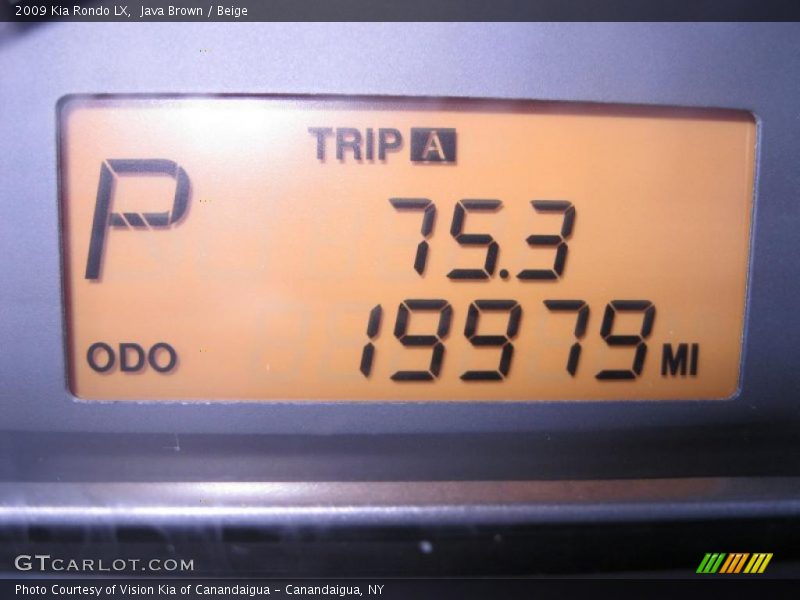 2009 Kia Rondo LX,  Java Brown / Beige
TRIP A
P
75.3
ODO 19979 MI
GTCARLOT.COM
Photo Courtesy of Vision Kia of Canandaigua - Canandaigua, NY